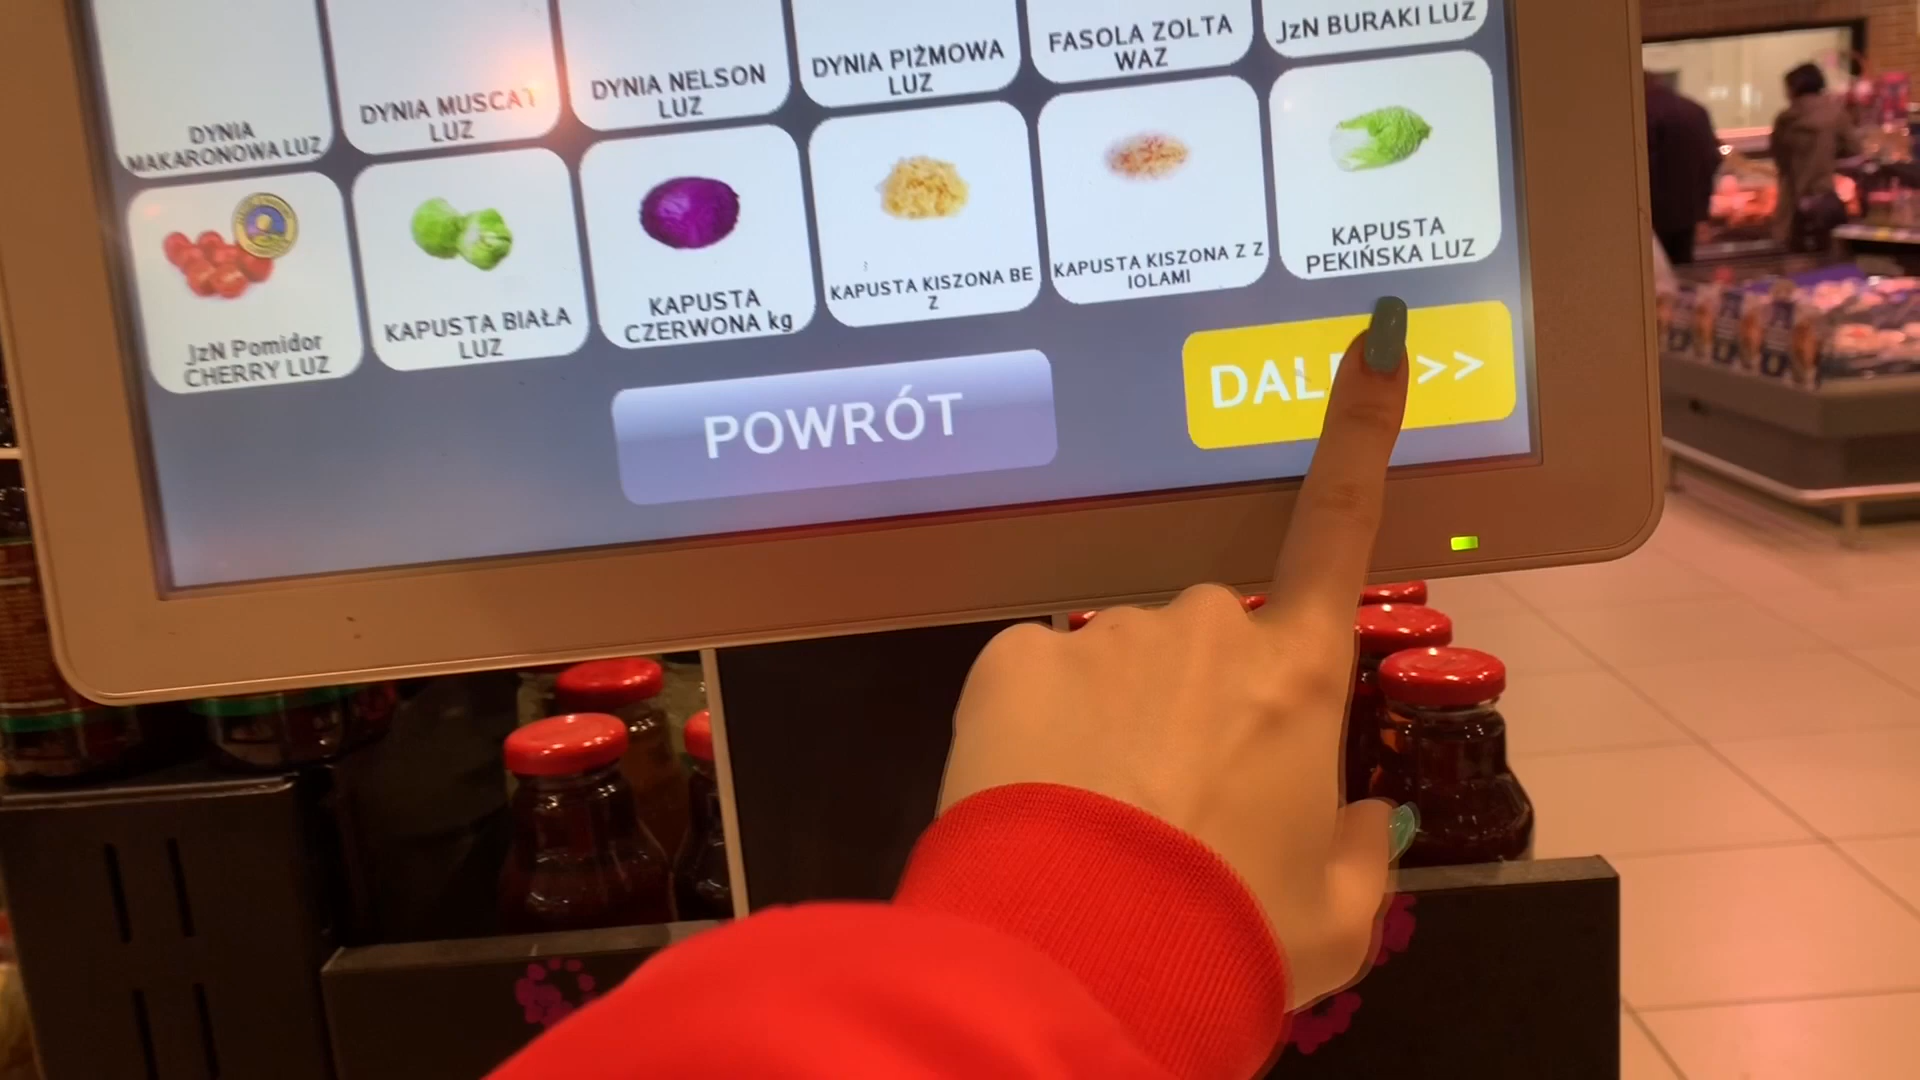 DYNIA
MAKARONOWA LUZ
DYNIA MUSCAT
LUZ
DYNIA NELSON
LUZ
DYNIA PIŻMOWA
LUZ
FASOLA ZOLTA
WAZ
JzN BURAKI LUZ
JzN Pomidor
CHERRY LUZ
KAPUSTA BIAŁA
LUZ
KAPUSTA
CZERWONA kg
KAPUSTA KISZONA BE
Z
KAPUSTA KISZONA Z Z
IOLAMI
KAPUSTA
PEKIŃSKA LUZ
POWRÓT
>>